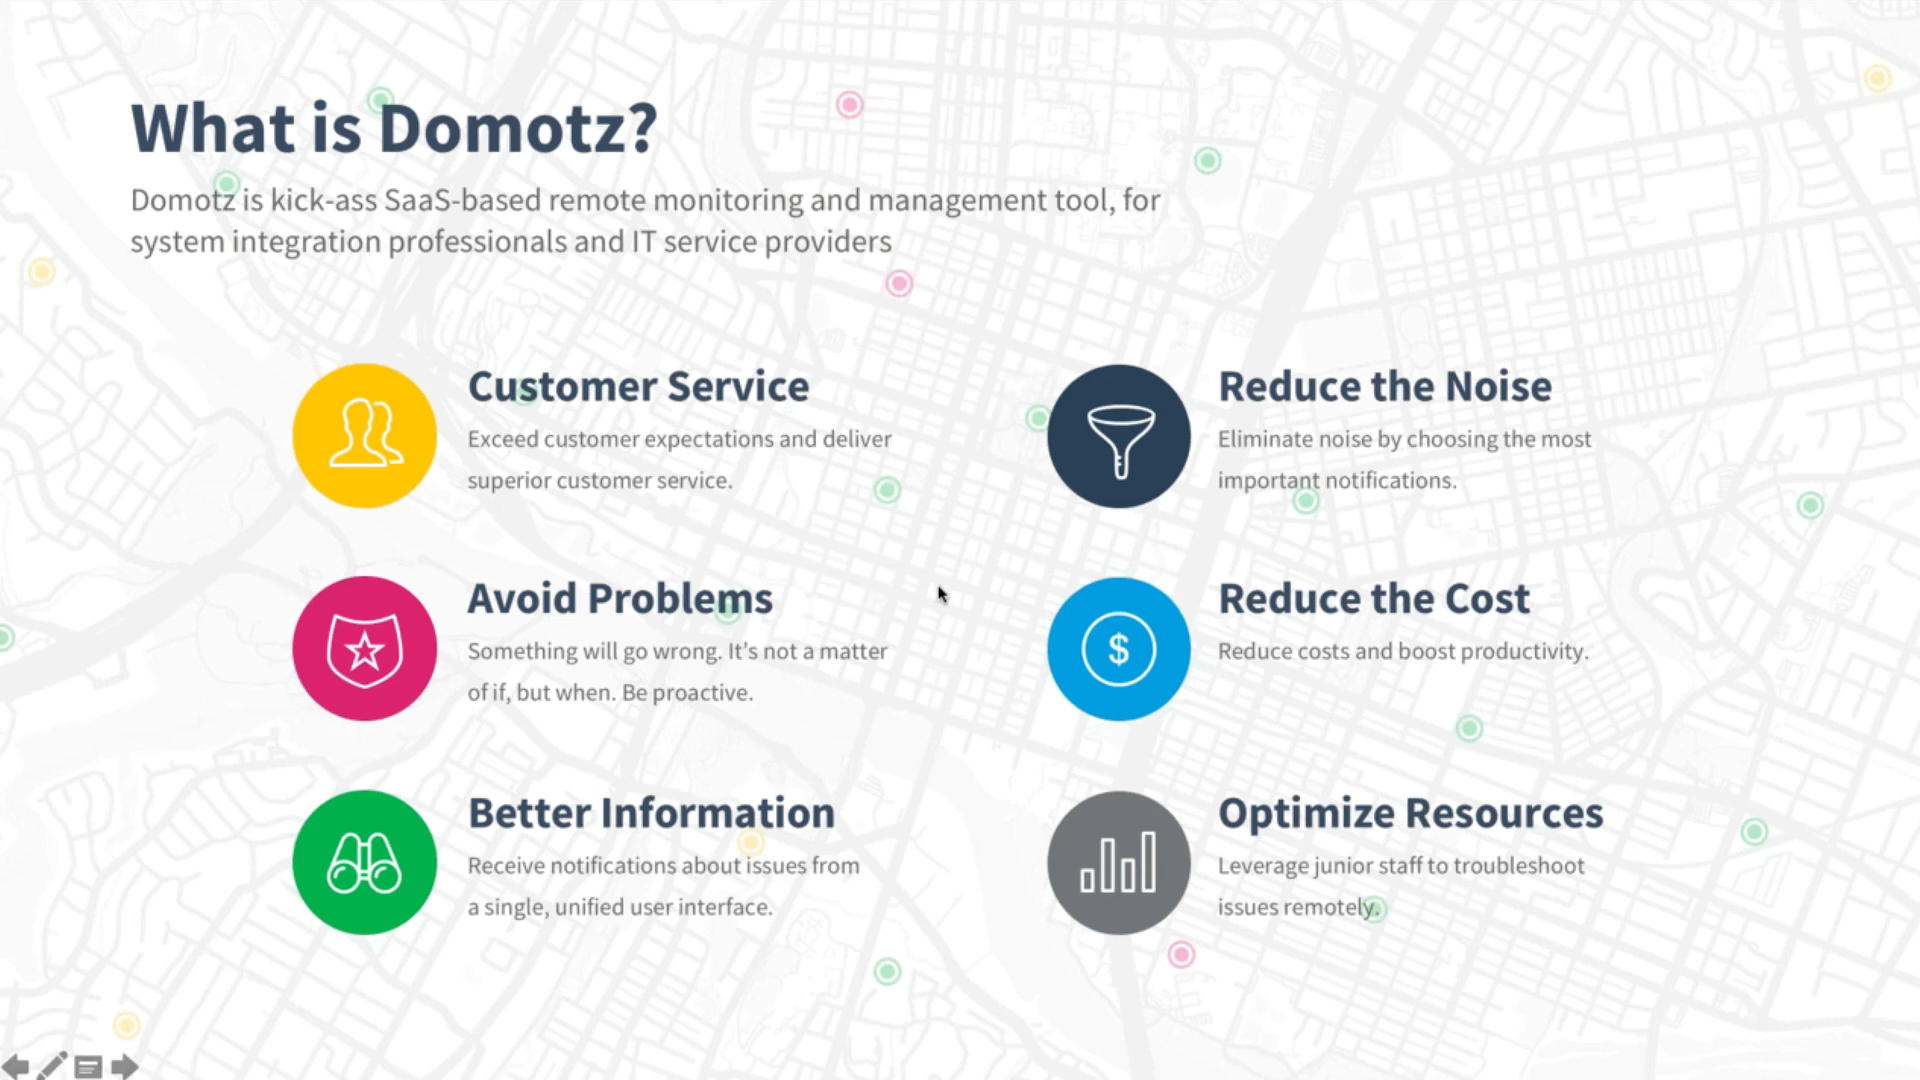 What is Domotz?
Domotz is kick-ass SaaS-based remote monitoring and management tool, for
system integration professionals and IT service providers
Customer Service
Exceed customer expectations and deliver
superior customer service.
Reduce the Noise
Eliminate noise by choosing the most
important notifications.
Avoid Problems
Something will go wrong. It’s not a matter
of if, but when. Be proactive.
$
Reduce the Cost
Reduce costs and boost productivity.
Better Information
Receive notifications about issues from
a single, unified user interface.
Optimize Resources
Leverage junior staff to troubleshoot
issues remotely.